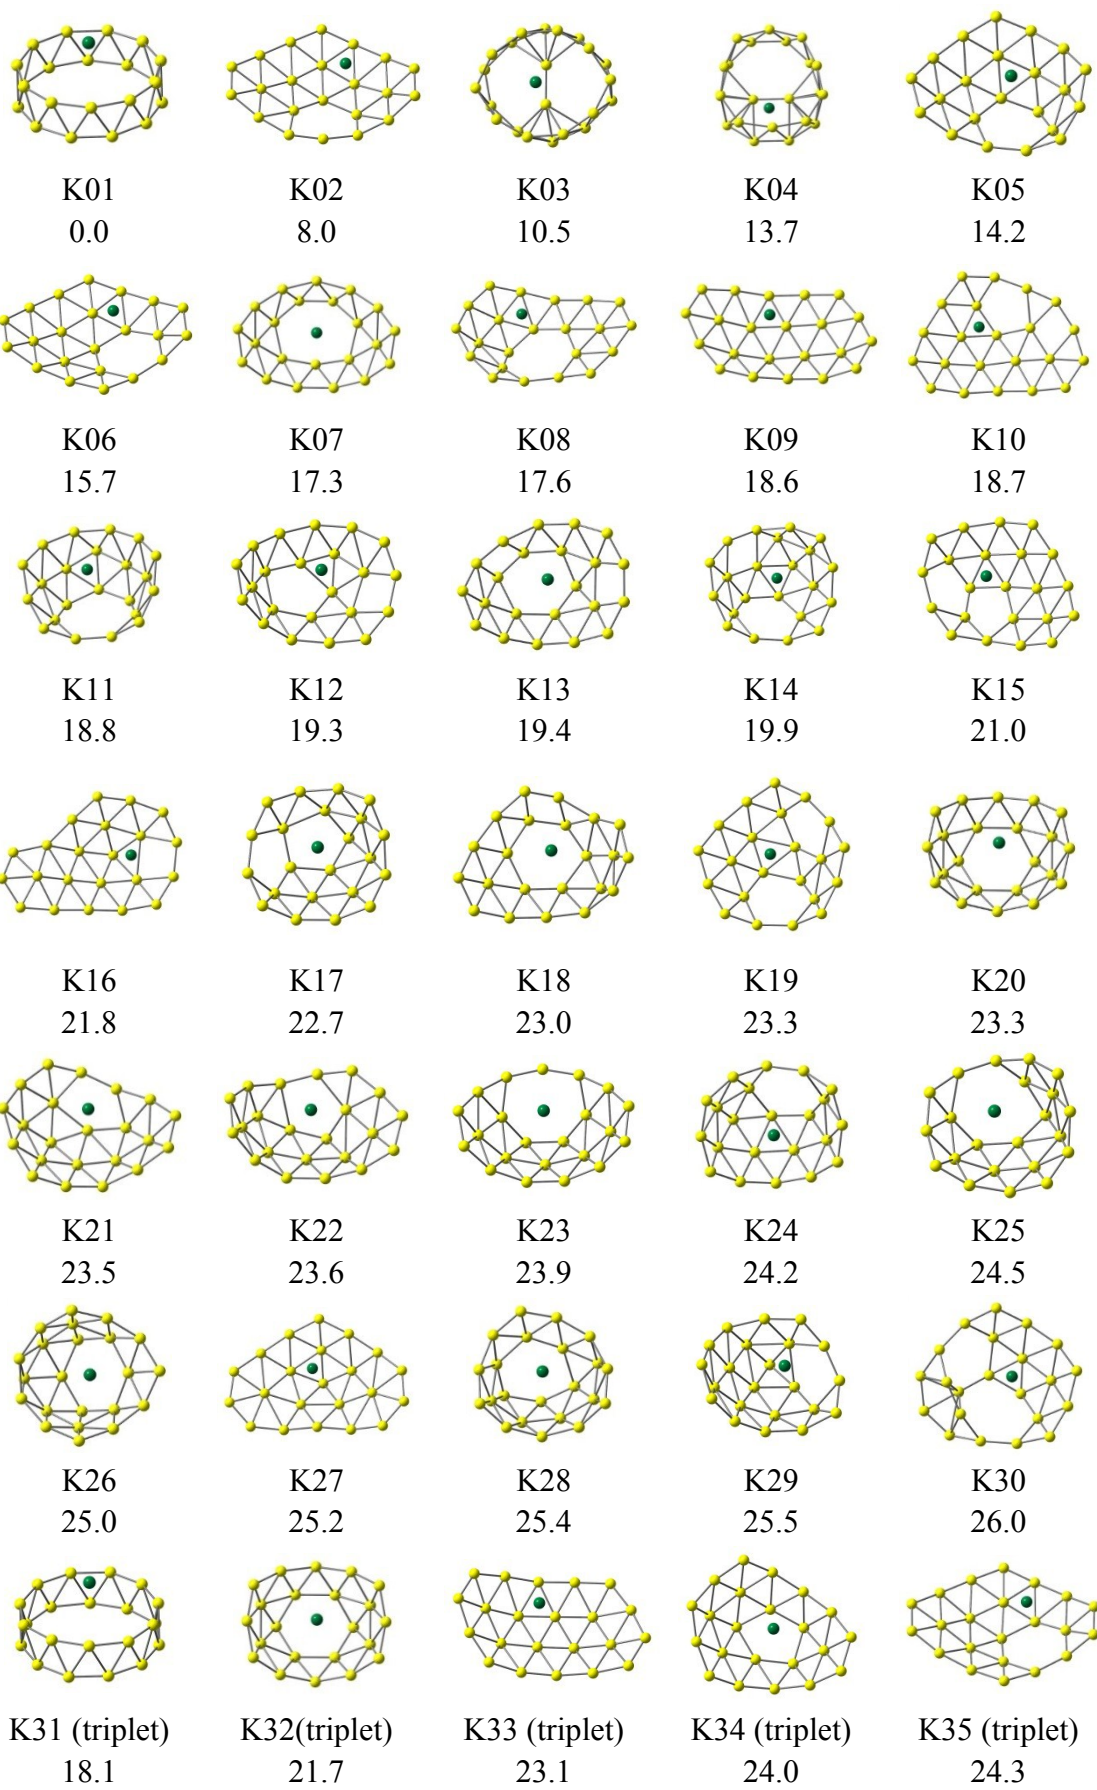 K01 K02 K03 K04 K05
0.0 8.0 10.5 13.7 14.2
K06 K07 K08 K09 K10
15.7 17.3 17.6 18.6 18.7
K11 K12 K13 K14 K15
18.8 19.3 19.4 19.9 21.0
K16 K17 K18 K19 K20
21.8 22.7 23.0 23.3 23.3
K21 K22 K23 K24 K25
23.5 23.6 23.9 24.2 24.5
K26 K27 K28 K29 K30
25.0 25.2 25.4 25.5 26.0
K31 (triplet) K32(triplet) K33 (triplet) K34 (triplet) K35 (triplet)
18.1 21.7 23.1 24.0 24.3